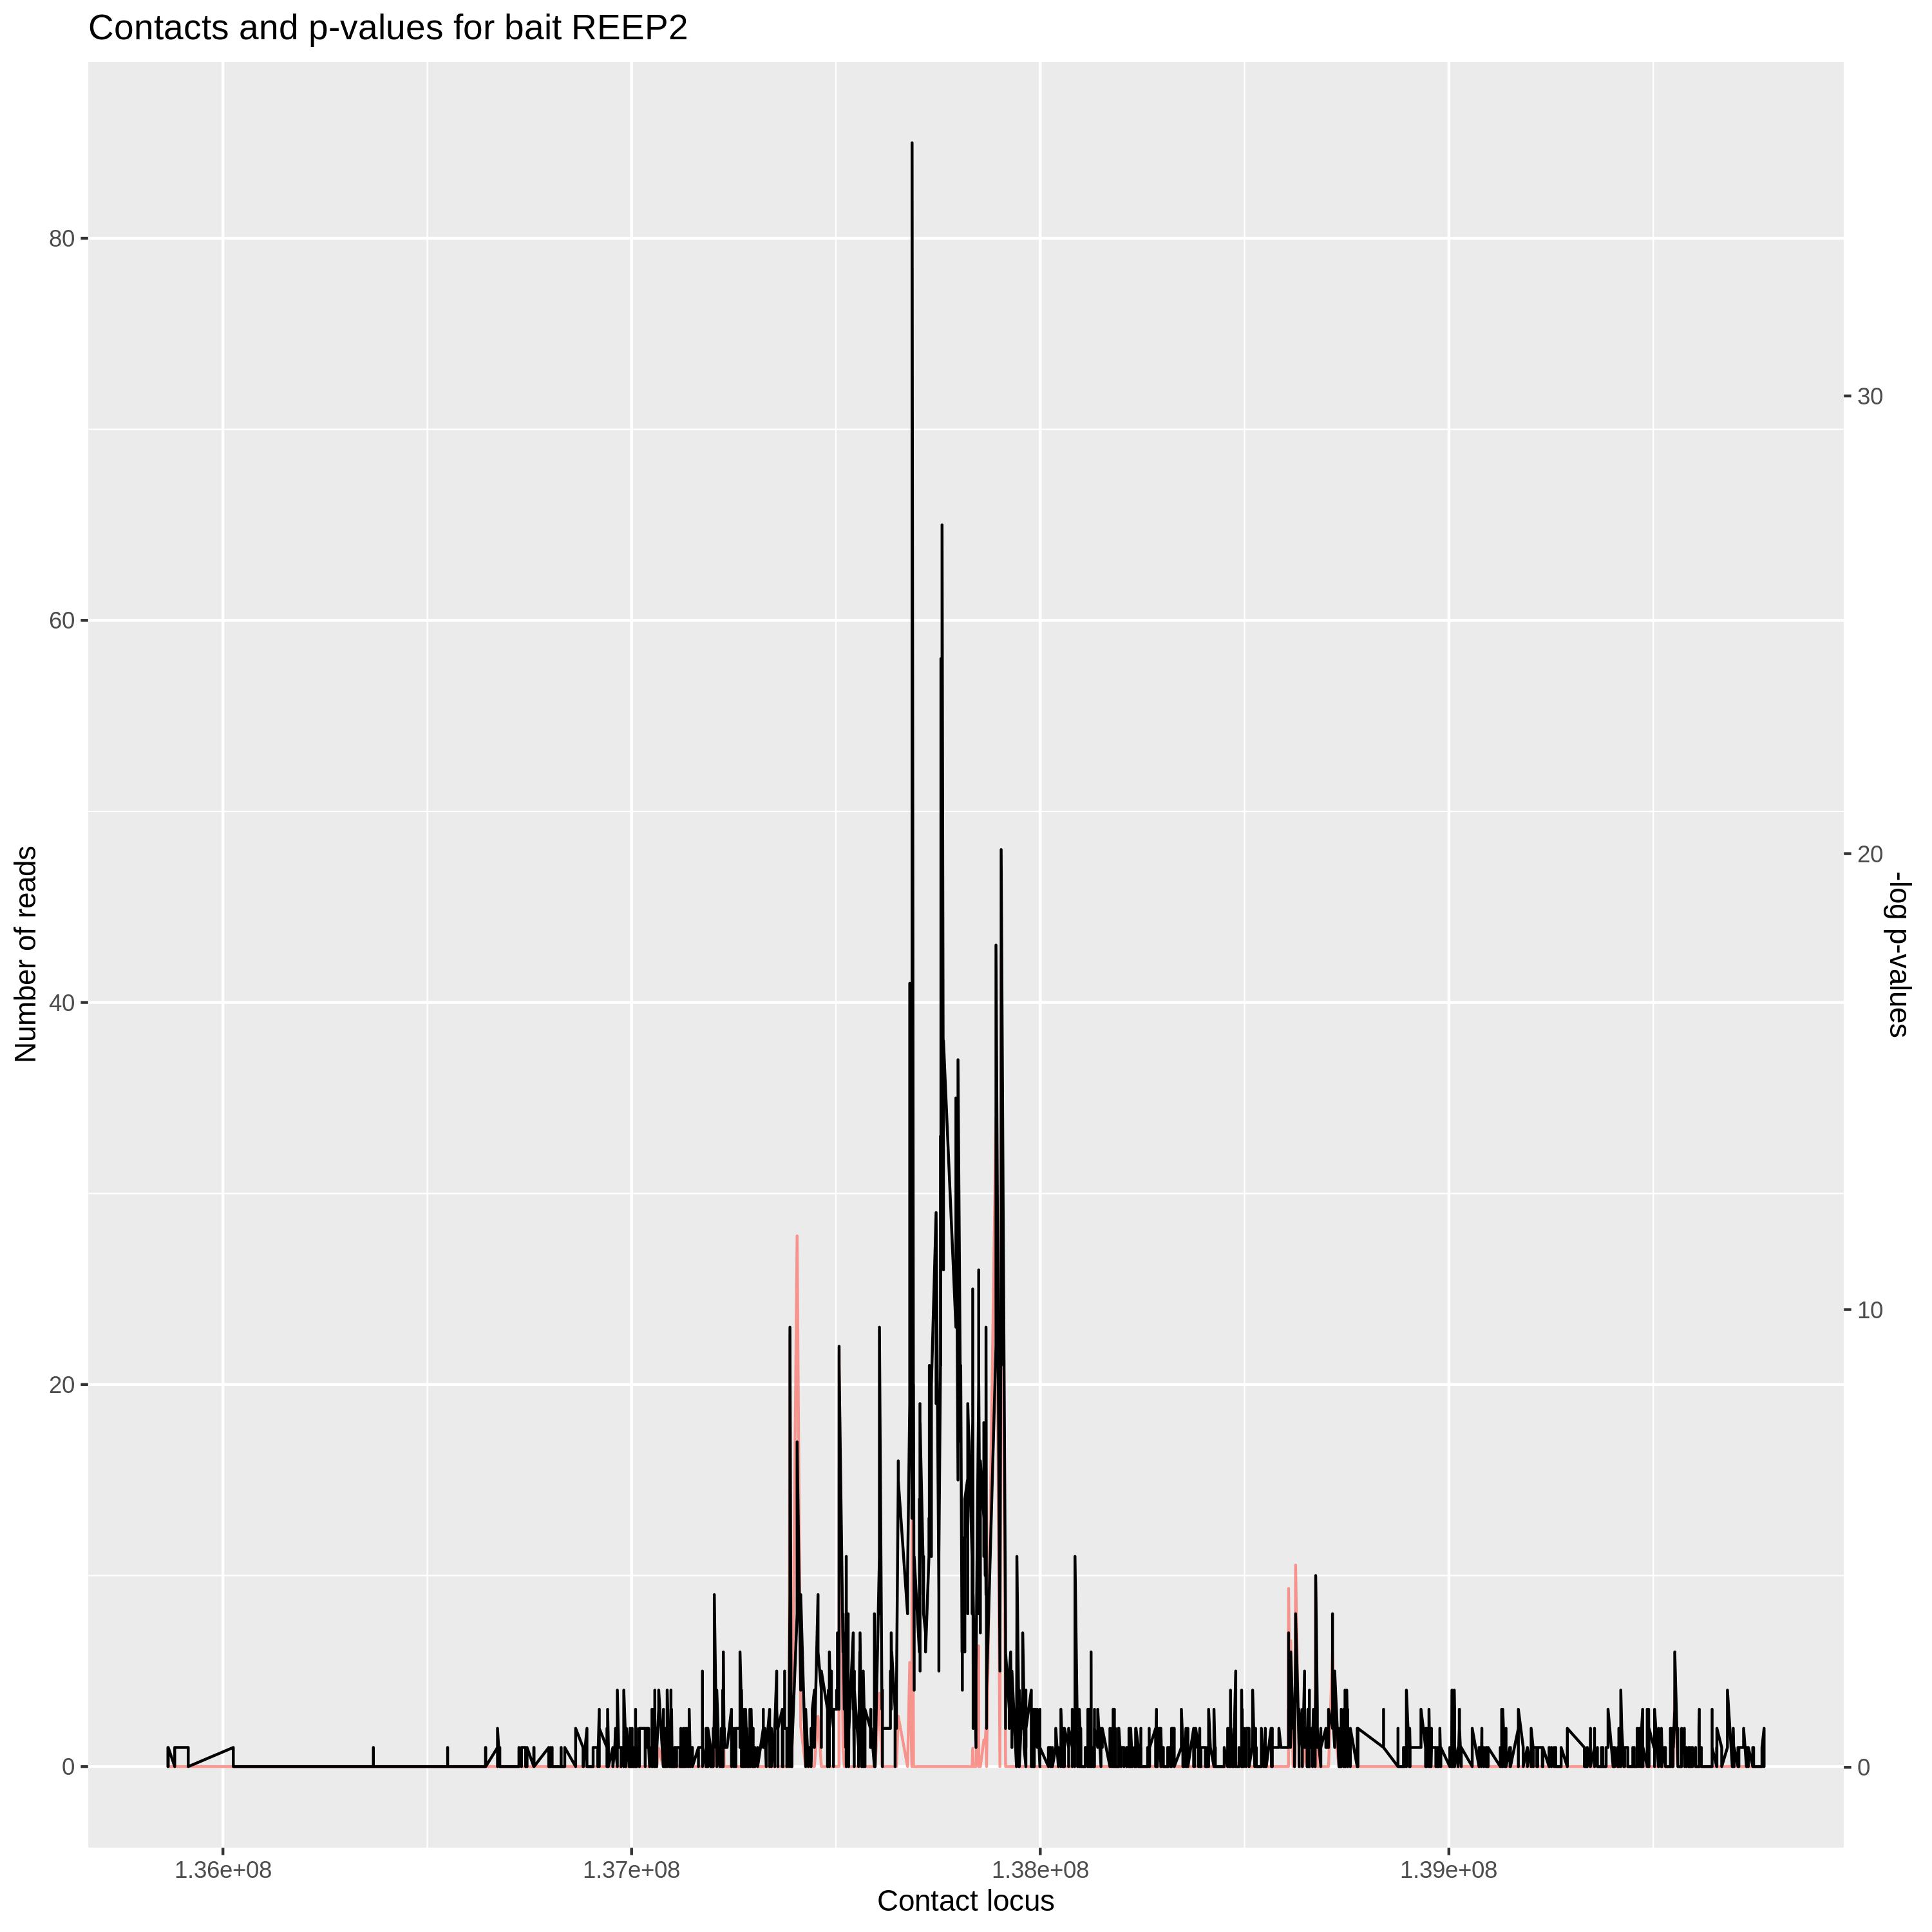 Contacts and p-values for bait REEP2
80
60
40
20
0
Number of reads
30
20
10
0
-log p-values
1.36e+08
1.37e+08
1.38e+08
1.39e+08
Contact locus